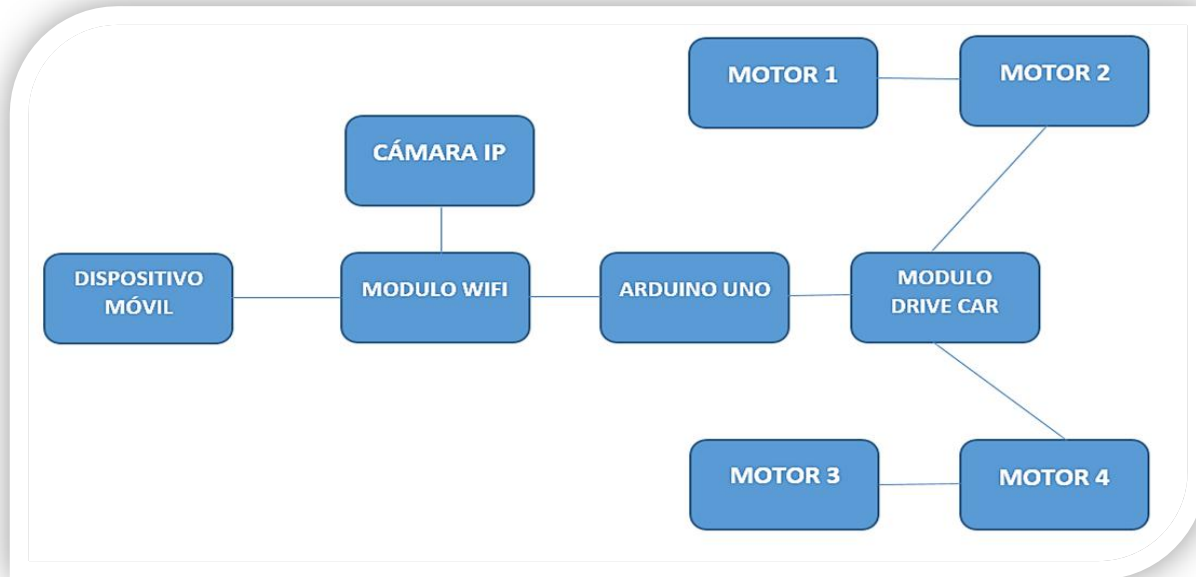 MOTOR 1
MOTOR 2
CÁMARA IP
DISPOSITIVO
MÓVIL
MODULO WIFI
ARDUINO UNO
MODULO
DRIVE CAR
MOTOR 3
MOTOR 4